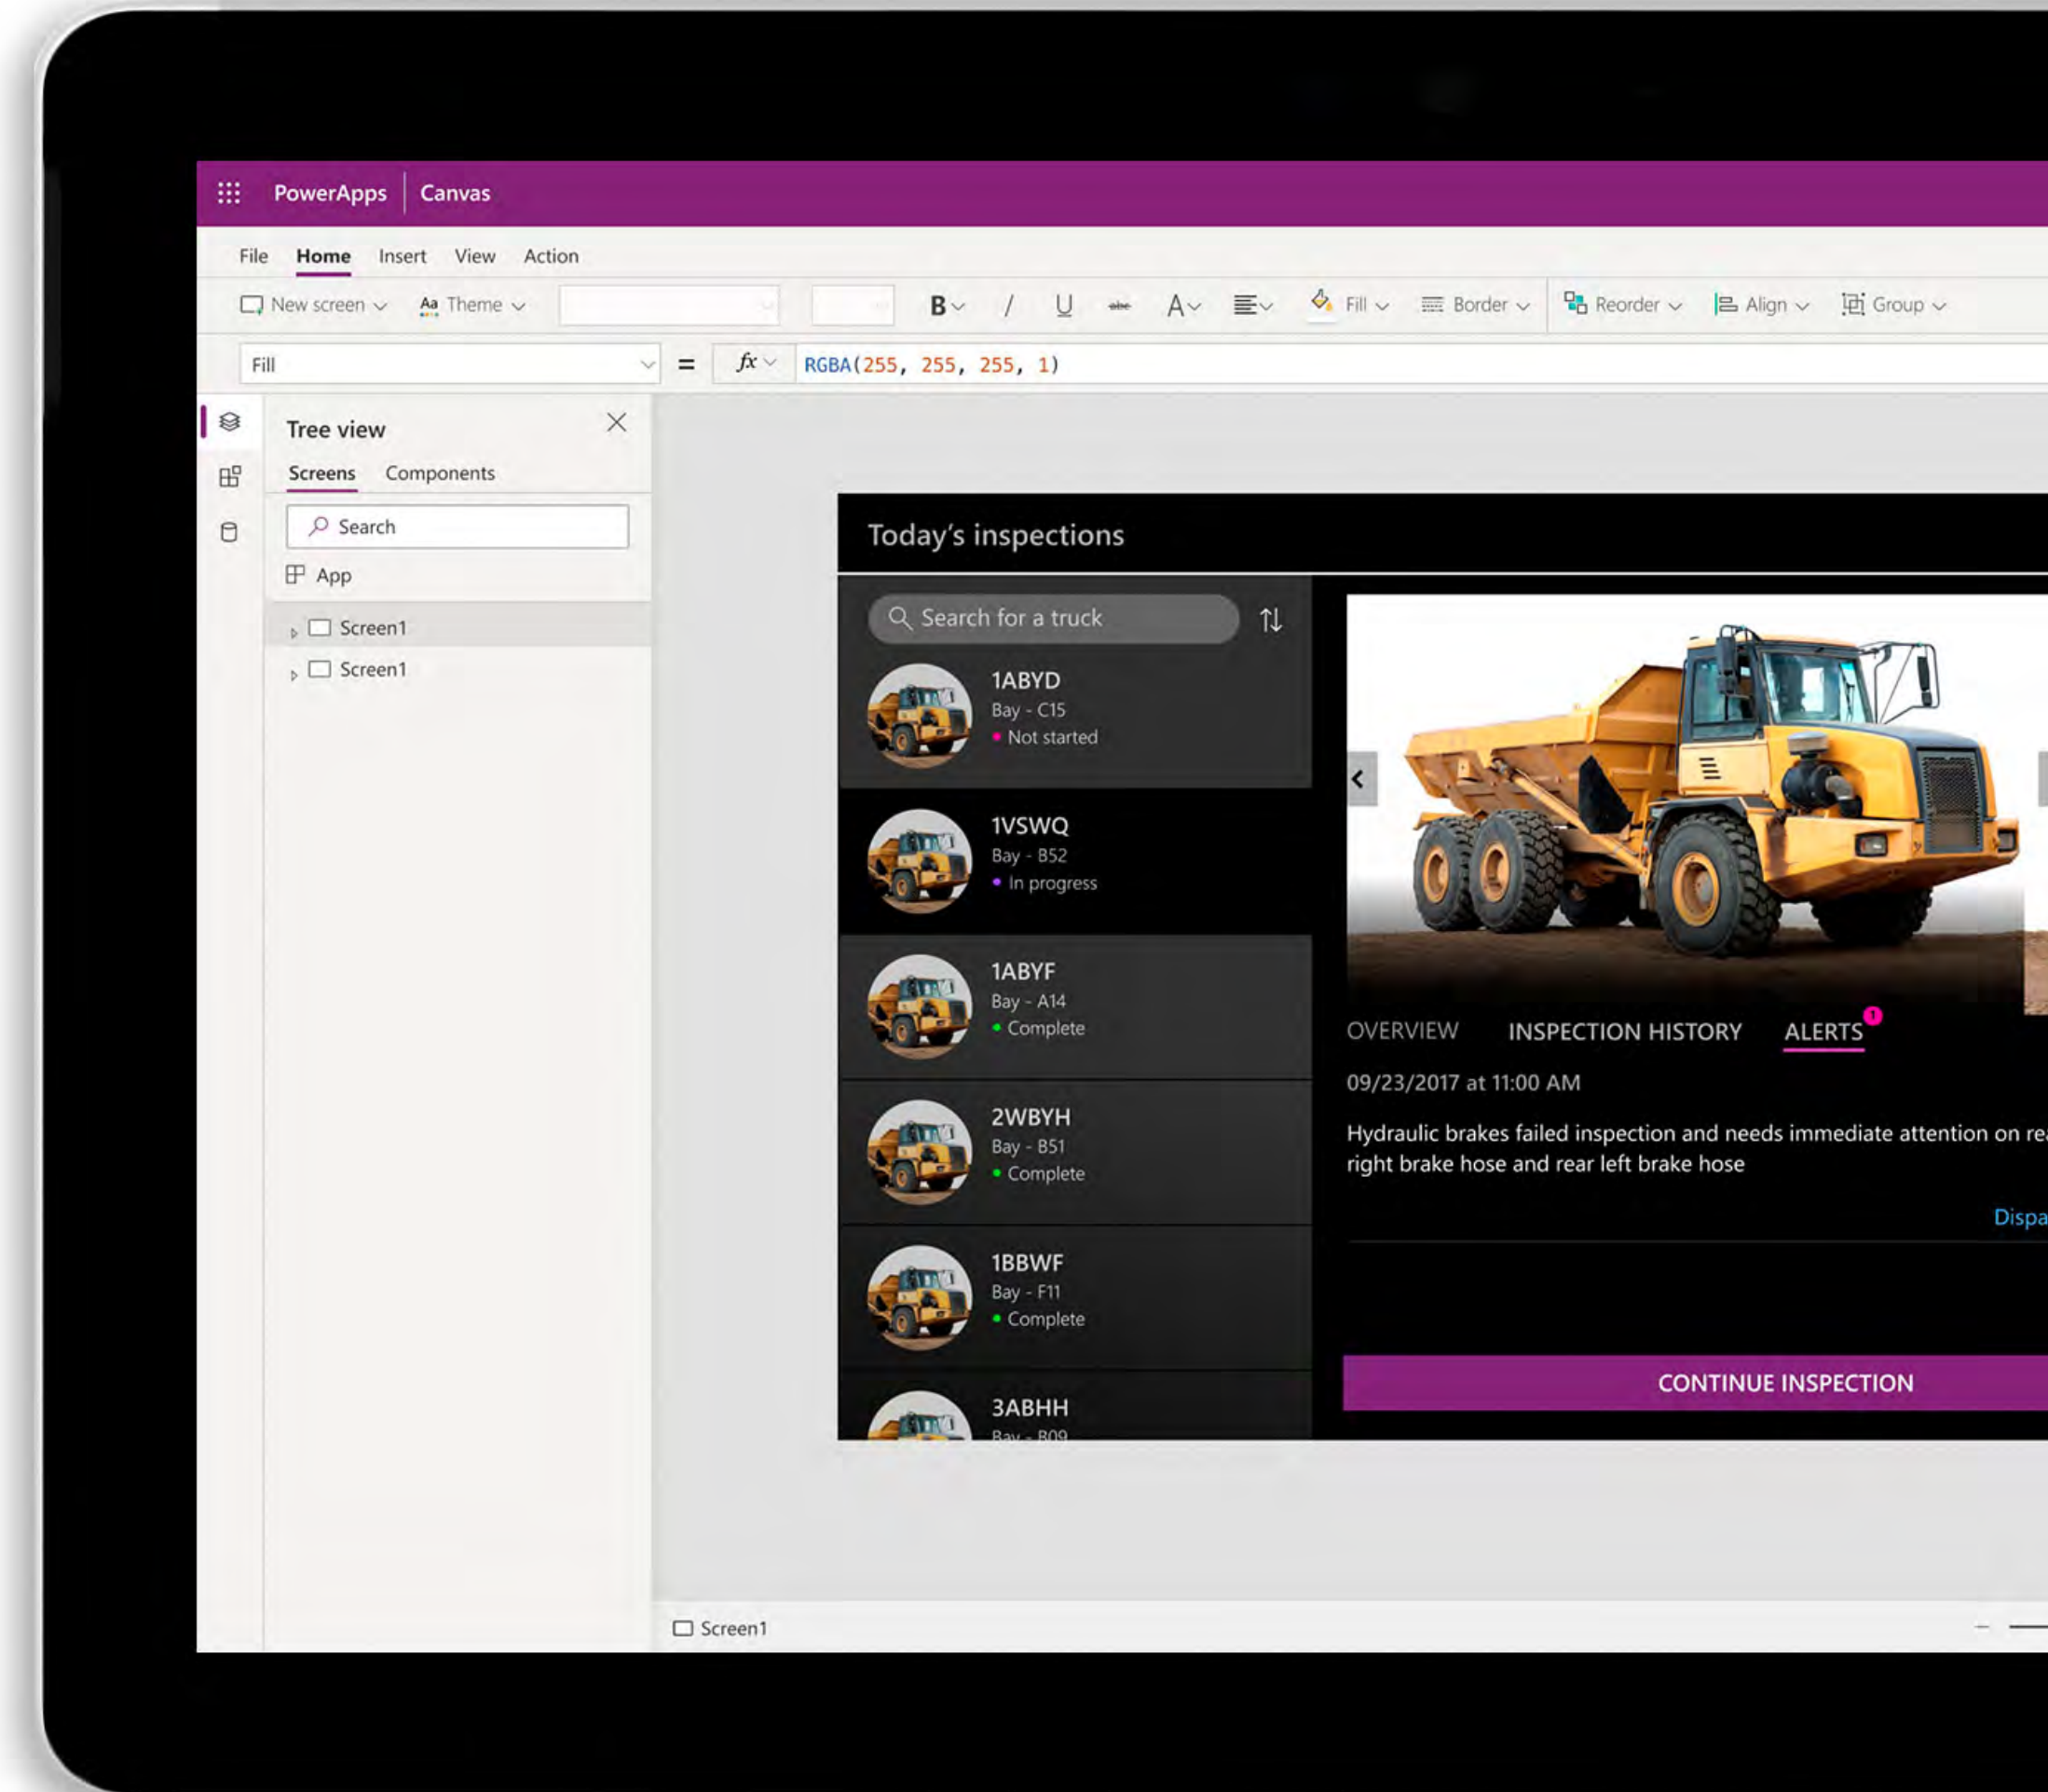 PowerApps Canvas
File Home Insert View Action
New screen Aa Theme B / U abc A Fill Border Reorder Align Group
Fill = fx RGBA(255, 255, 255, 1)
Tree view
Screens Components
Search
App
Screen1
Screen1
Today's inspections
Search for a truck
1ABYD
Bay - C15
Not started
1VSWQ
Bay - B52
In progress
1ABYF
Bay - A14
Complete
2WBYH
Bay - B51
Complete
1BBWF
Bay - F11
Complete
3ABHH
Bay - B09
OVERVIEW INSPECTION HISTORY ALERTS 1
09/23/2017 at 11:00 AM
Hydraulic brakes failed inspection and needs immediate attention on
right brake hose and rear left brake hose
CONTINUE INSPECTION
Screen1